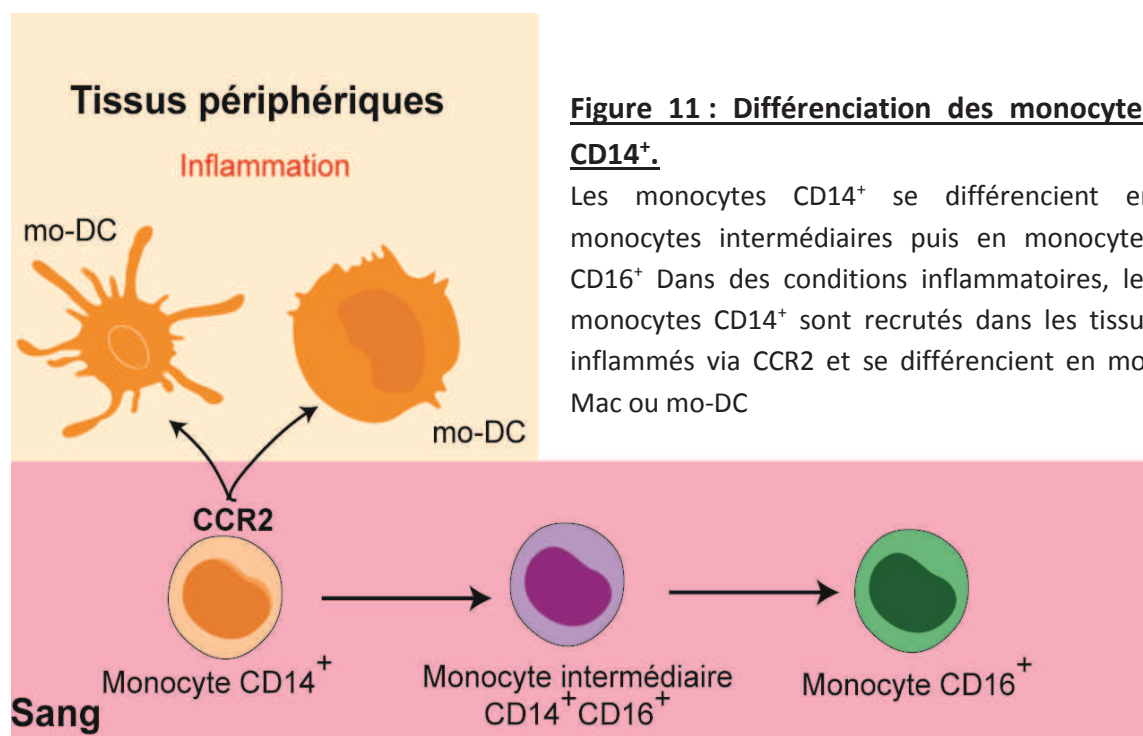 Tissus périphériques
Inflammation
mo-DC
mo-DC
Figure 11 : Différenciation des monocyte
CD14⁺.
Les monocytes CD14⁺ se différencient en
monocytes intermédiaires puis en monocyte
CD16⁺ Dans des conditions inflammatoires, le
monocytes CD14⁺ sont recrutés dans les tissu
inflammés via CCR2 et se différencient en mo
Mac ou mo-DC
CCR2
Monocyte CD14⁺
Monocyte intermédiaire
CD14⁺CD16⁺
Monocyte CD16⁺
Sang